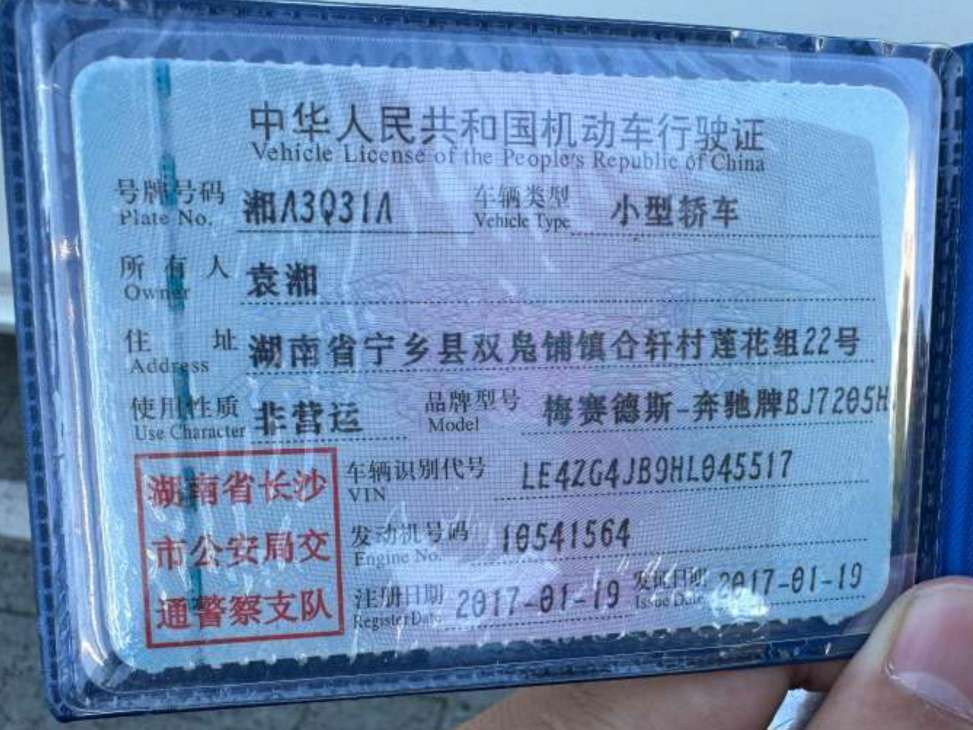 中华人民共和国机动车行驶证
Vehicle License of the People's Republic of China
号牌号码 湘A3Q31A 车辆类型 小型轿车
Plate No. Vehicle Type
所有人 袁湘
Owner
住址 湖南省宁乡县双凫铺镇合轩村莲花组22号
Address
使用性质 非营运 品牌型号 梅赛德斯-奔驰牌BJ7205H
Use Character Model
湖南省长沙
市公安局交
通警察支队
车辆识别代号 LE4ZG4JB9HL045517
VIN
发动机号码 10541564
Engine No.
注册日期 2017-01-19 发证日期 2017-01-19
Register Date Issue Date